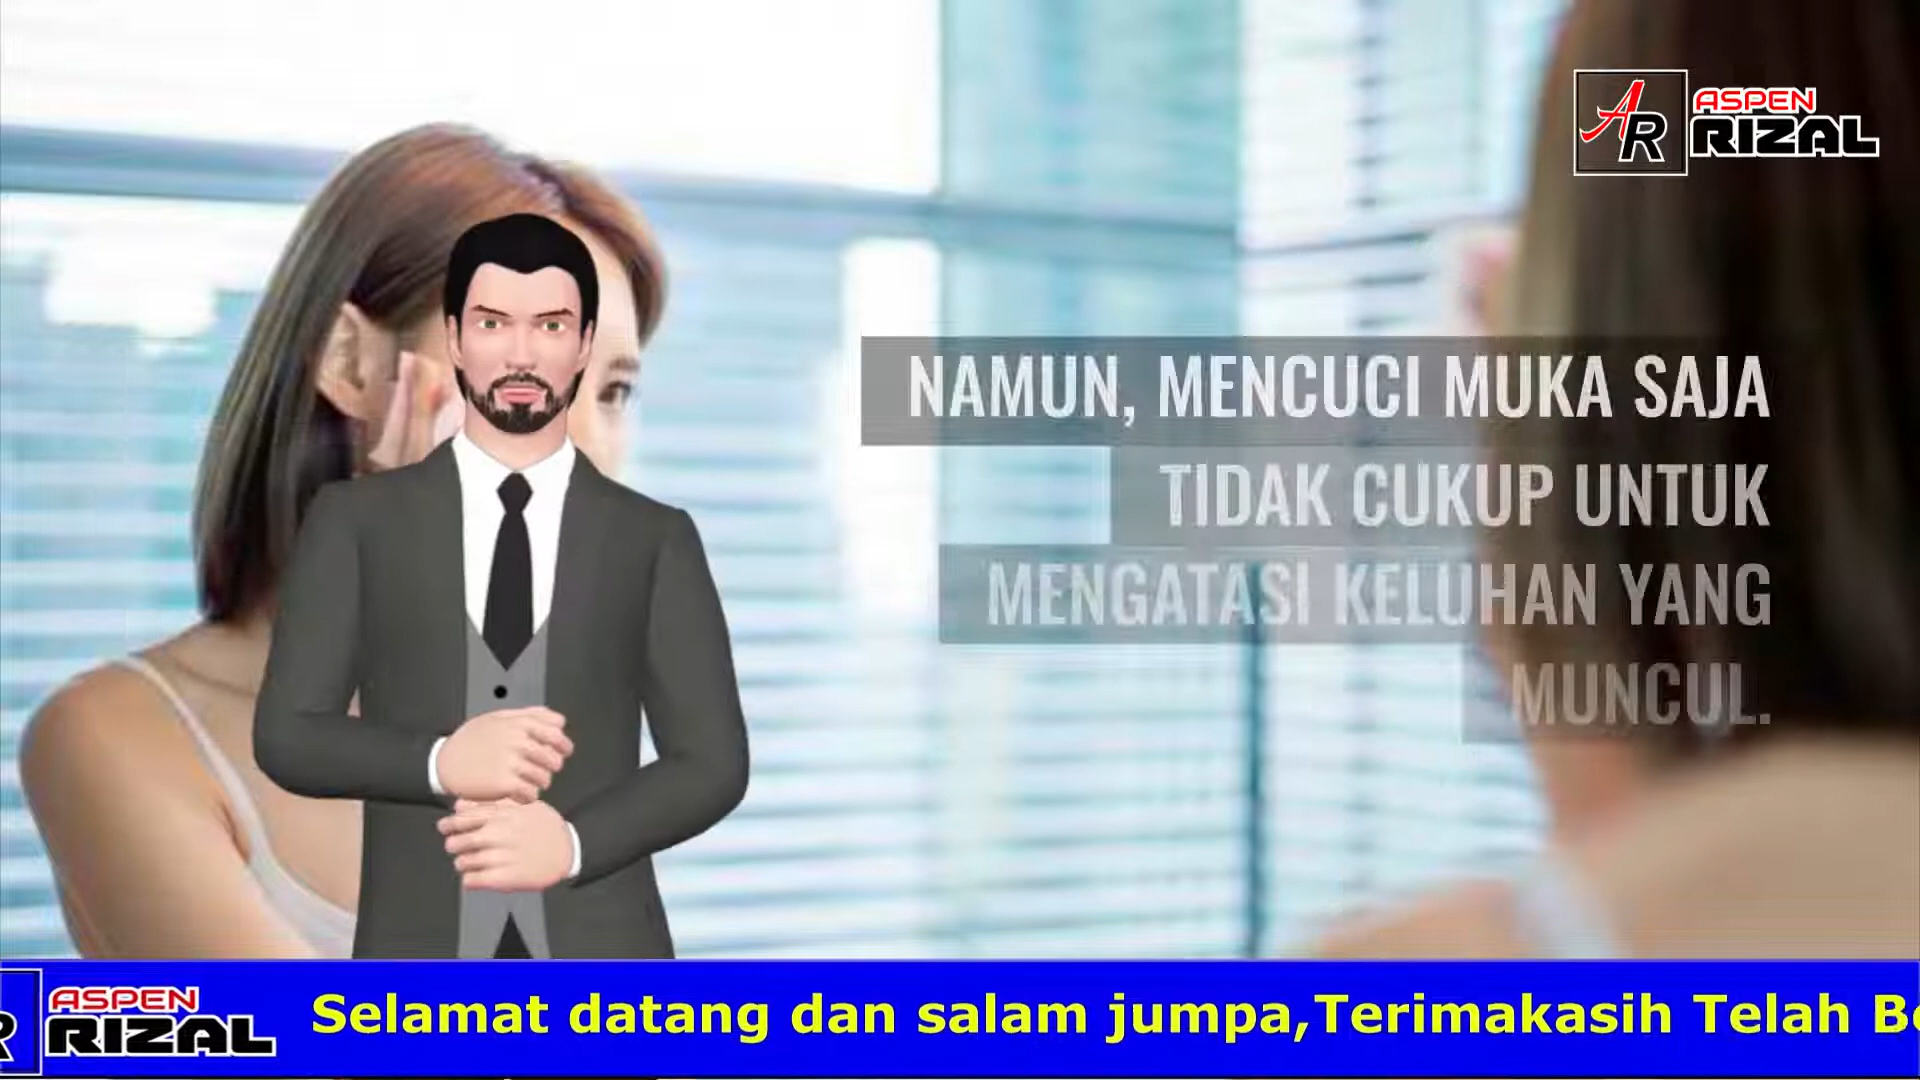 AR ASPEN
RIZAL
NAMUN, MENCUCI MUKA SAJA
TIDAK CUKUP UNTUK
MENGATASI KELUHAN YANG
MUNCUL.
ASPEN
RIZAL
Selamat datang dan salam jumpa,Terimakasih Telah